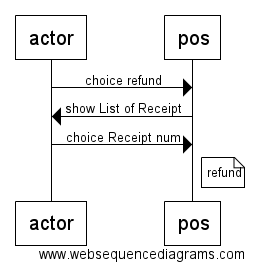 actor
pos
choice refund
show List of Receipt
choice Receipt num
refund
actor
pos
www.websequencediagrams.com